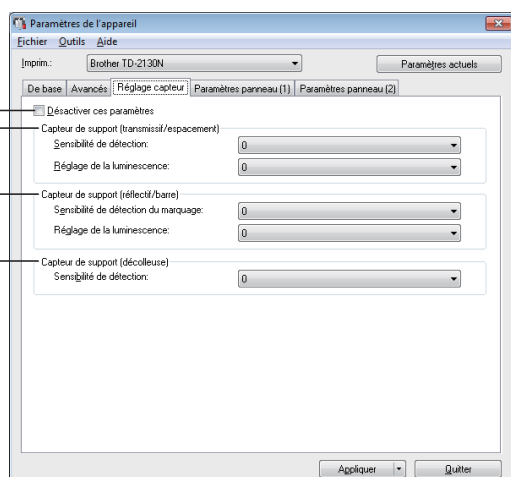 Paramètres de l'appareil
Fichier Outils Aide
Imprim.: Brother TD-2130N Paramètres actuels
De base Avancés Réglage capteur Paramètres panneau (1) Paramètres panneau (2)
Désactiver ces paramètres
Capteur de support (transmissif/espacement)
Sensibilité de détection: 0
Réglage de la luminescence: 0
Capteur de support (réflectif/barre)
Sensibilité de détection du marquage: 0
Réglage de la luminescence: 0
Capteur de support (décolleuse)
Sensibilité de détection: 0
Appliquer Quitter